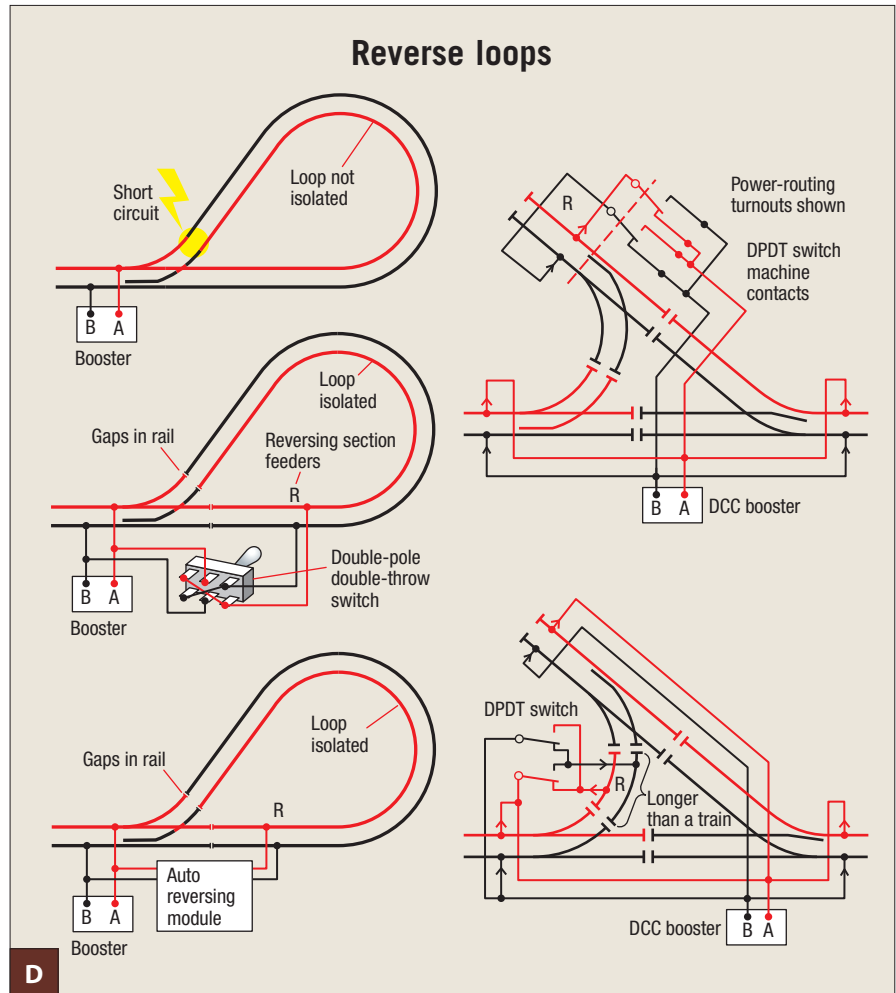 Reverse loops
Short
circuit
Loop not
isolated
B A
Booster
Gaps in rail
Loop
isolated
Reversing section
feeders
R
Double-pole
double-throw
switch
B A
Booster
Gaps in rail
Loop
isolated
R
Auto
reversing
module
B A
Booster
R
Power-routing
turnouts shown
DPDT switch
machine
contacts
B A
DCC booster
DPDT switch
R
Longer
than a train
B A
DCC booster
D